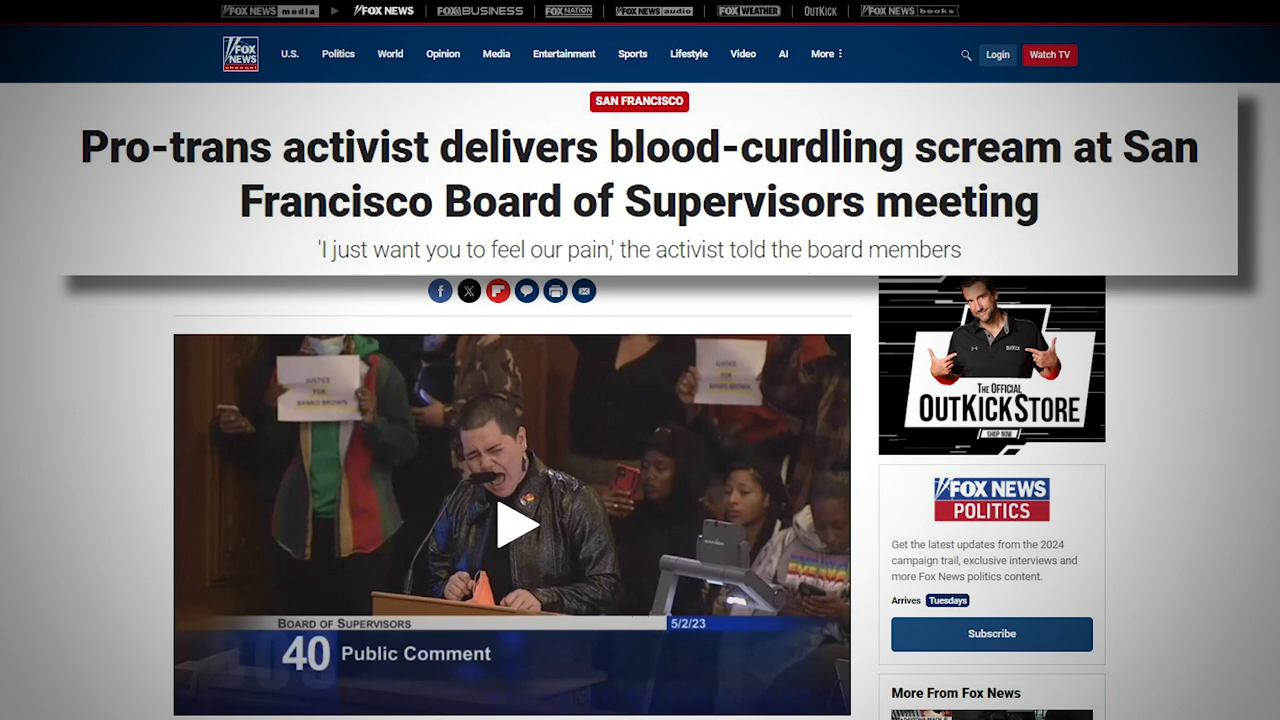 FOX NEWS media
FOX NEWS
FOX BUSINESS
FOX NATION
FOX NEWS audio
FOX WEATHER
OUTKICK
FOX NEWS books
FOX
NEWS
channel
U.S.
Politics
World
Opinion
Media
Entertainment
Sports
Lifestyle
Video
AI
More
Login
Watch TV
SAN FRANCISCO
Pro-trans activist delivers blood-curdling scream at San
Francisco Board of Supervisors meeting
'I just want you to feel our pain,' the activist told the board members
JUSTICE
FOR
BANKO BROWN
JUSTICE
FOR
BANKO BROWN
BOARD OF SUPERVISORS
5/2/23
40 Public Comment
THE OFFICIAL
OUTKICK STORE
SHOP NOW
FOX NEWS
POLITICS
Get the latest updates from the 2024
campaign trail, exclusive interviews and
more Fox News politics content.
Arrives Tuesdays
Subscribe
More From Fox News